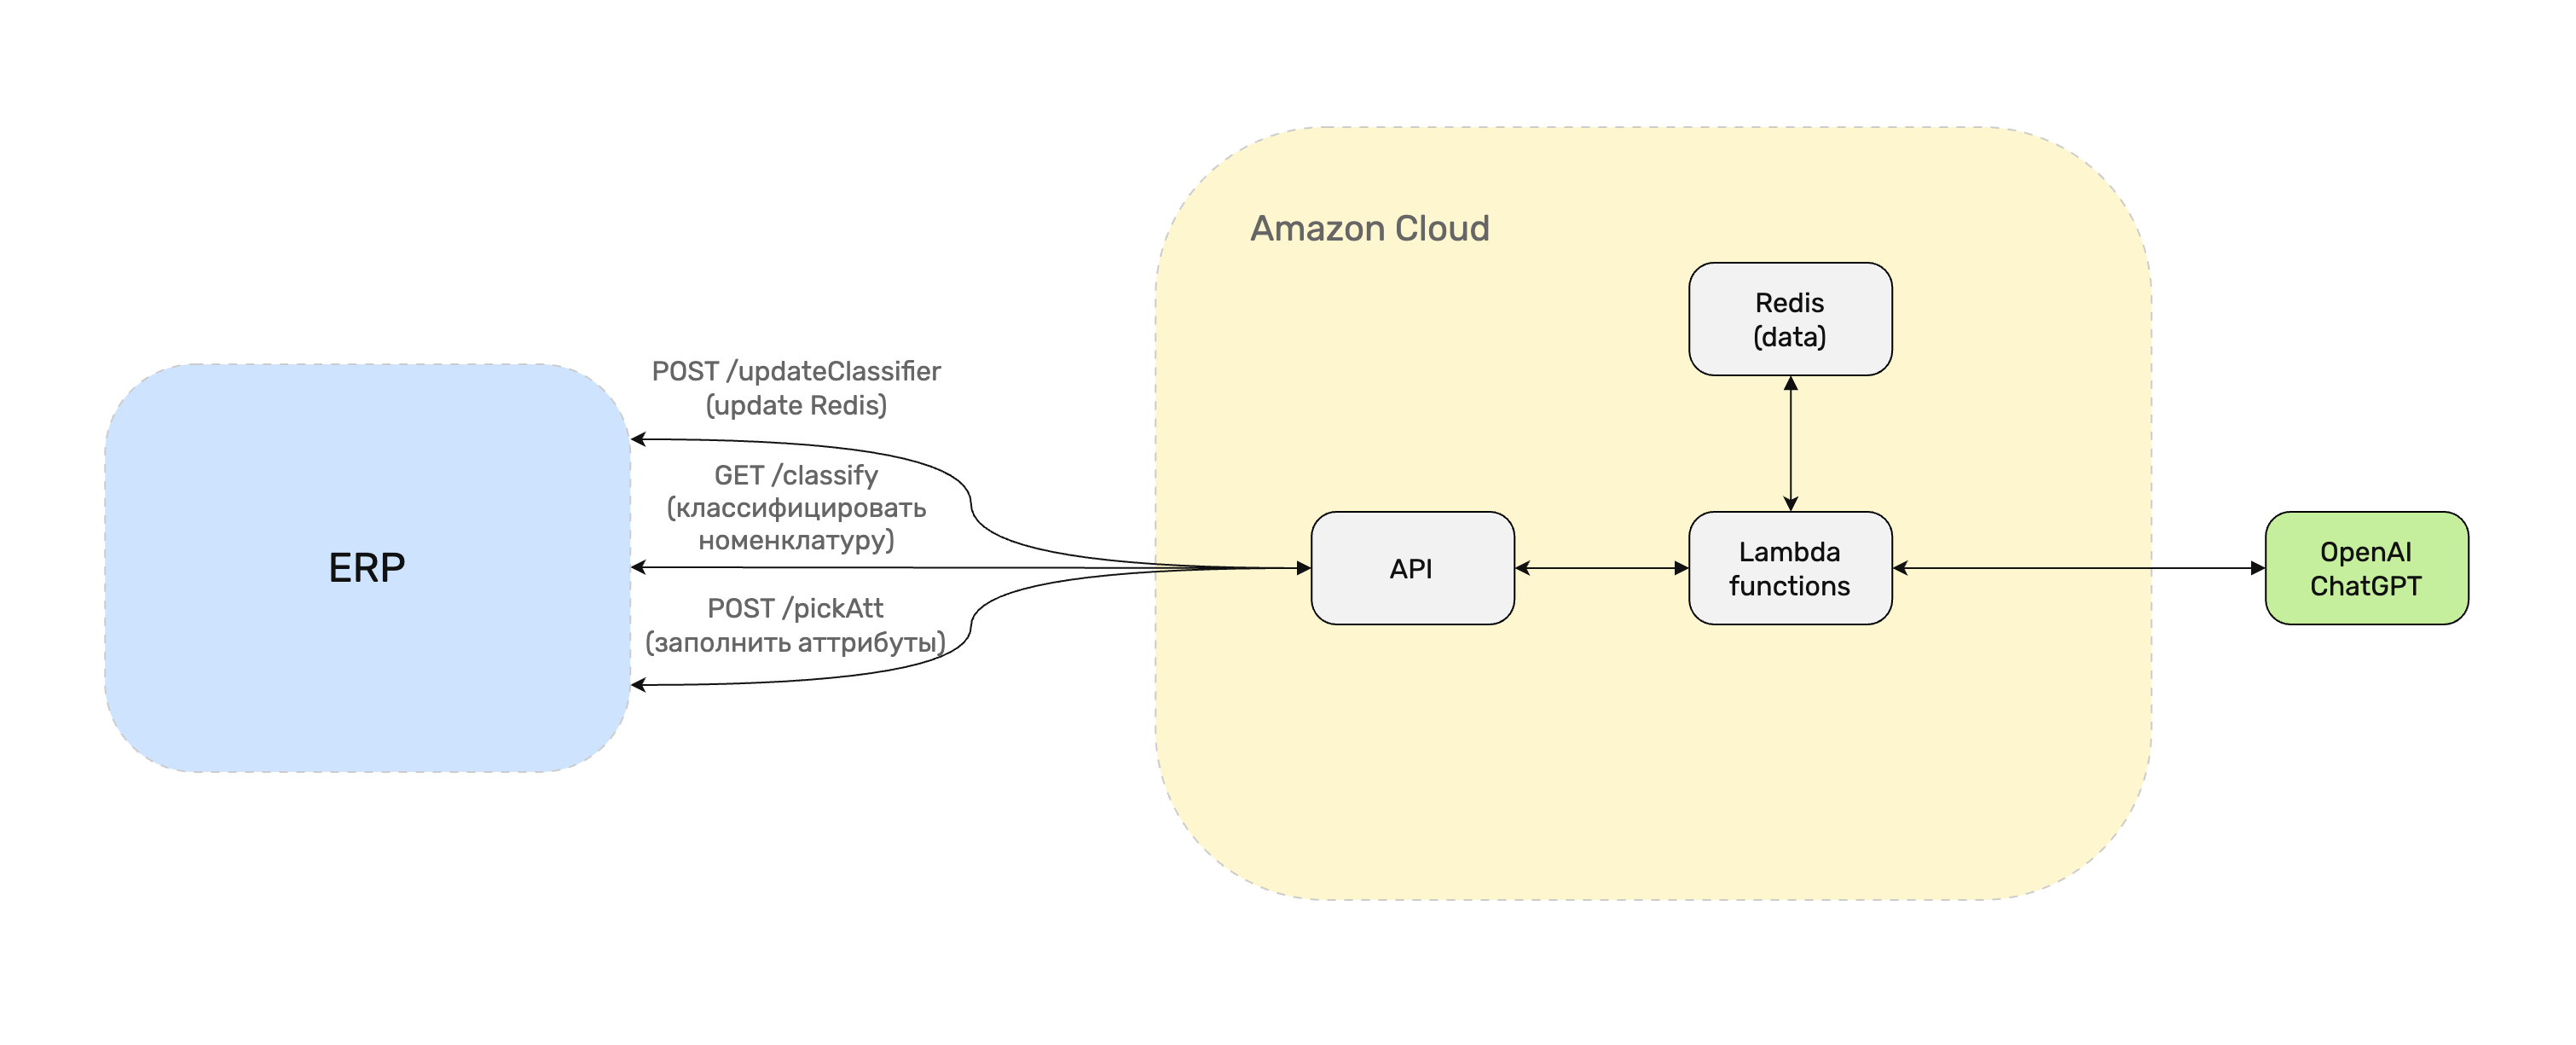 Amazon Cloud
Redis
(data)
POST /updateClassifier
(update Redis)
GET /classify
(классифицировать
номенклатуру)
ERP
API
Lambda
functions
OpenAI
ChatGPT
POST /pickAtt
(заполнить аттрибуты)